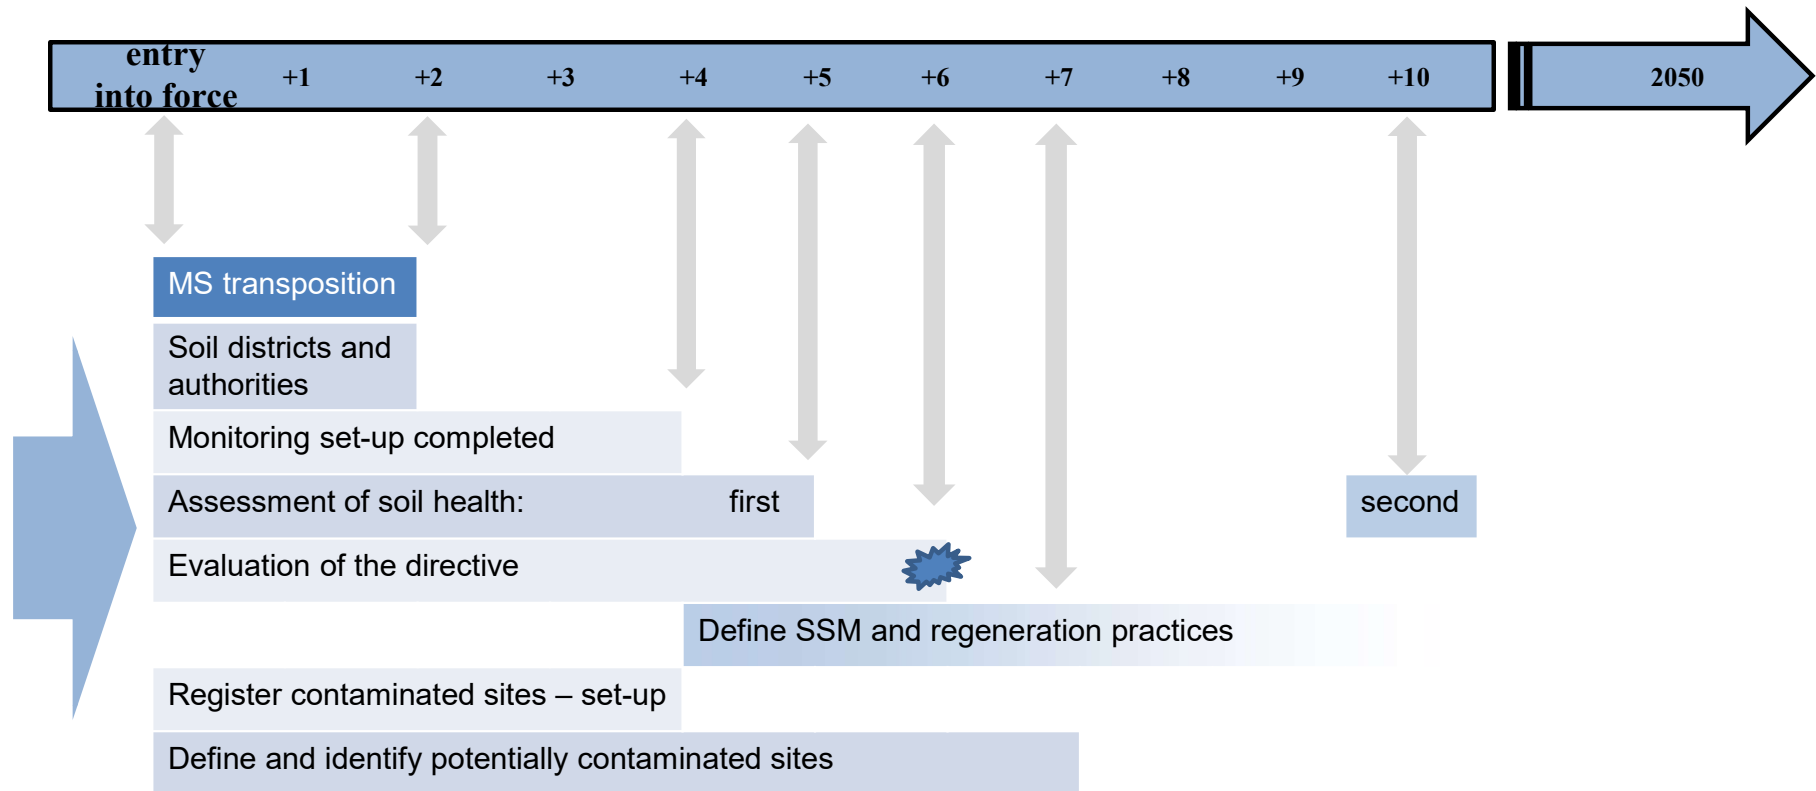 entry
into force +1 +2 +3 +4 +5 +6 +7 +8 +9 +10 2050
MS transposition
Soil districts and
authorities
Monitoring set-up completed
Assessment of soil health: first second
Evaluation of the directive
Define SSM and regeneration practices
Register contaminated sites – set-up
Define and identify potentially contaminated sites